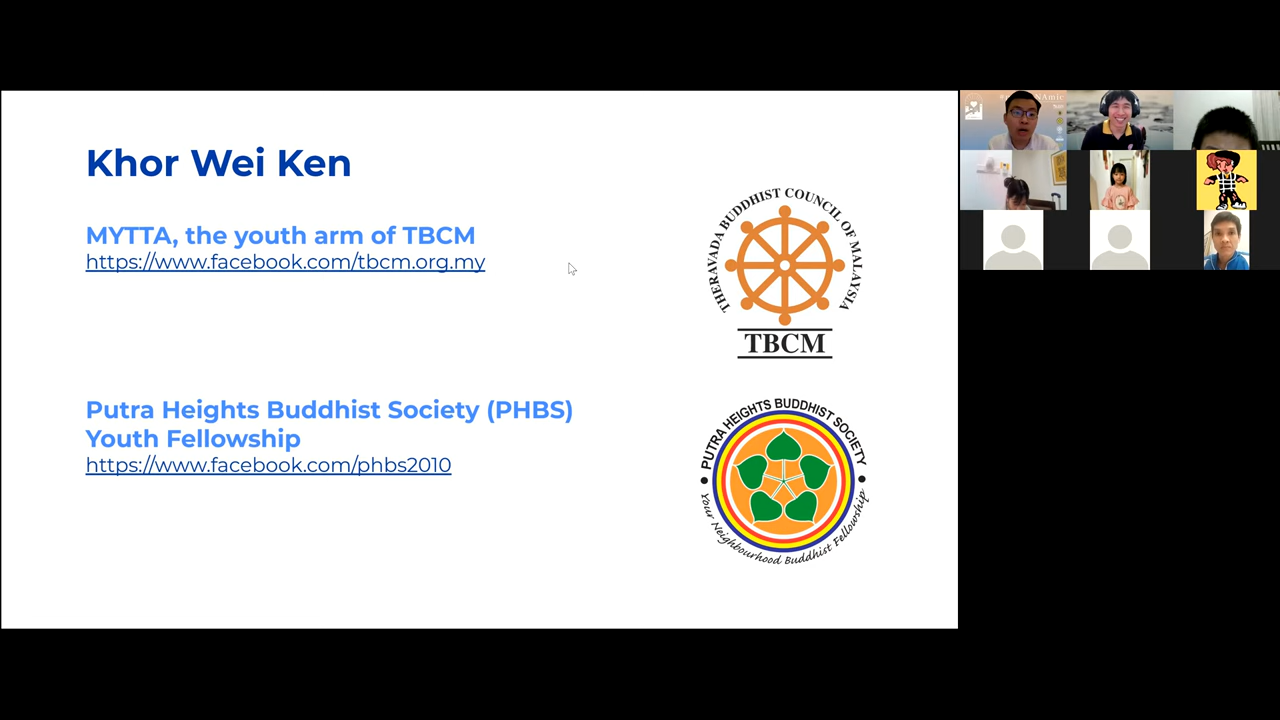 Khor Wei Ken
MYTTA, the youth arm of TBCM
https://www.facebook.com/tbcm.org.my
THERAVADA BUDDHIST COUNCIL OF MALAYSIA
TBCM
Putra Heights Buddhist Society (PHBS)
Youth Fellowship
https://www.facebook.com/phbs2010
PUTRA HEIGHTS BUDDHIST SOCIETY
Your Neighbourhood Buddhist Fellowship